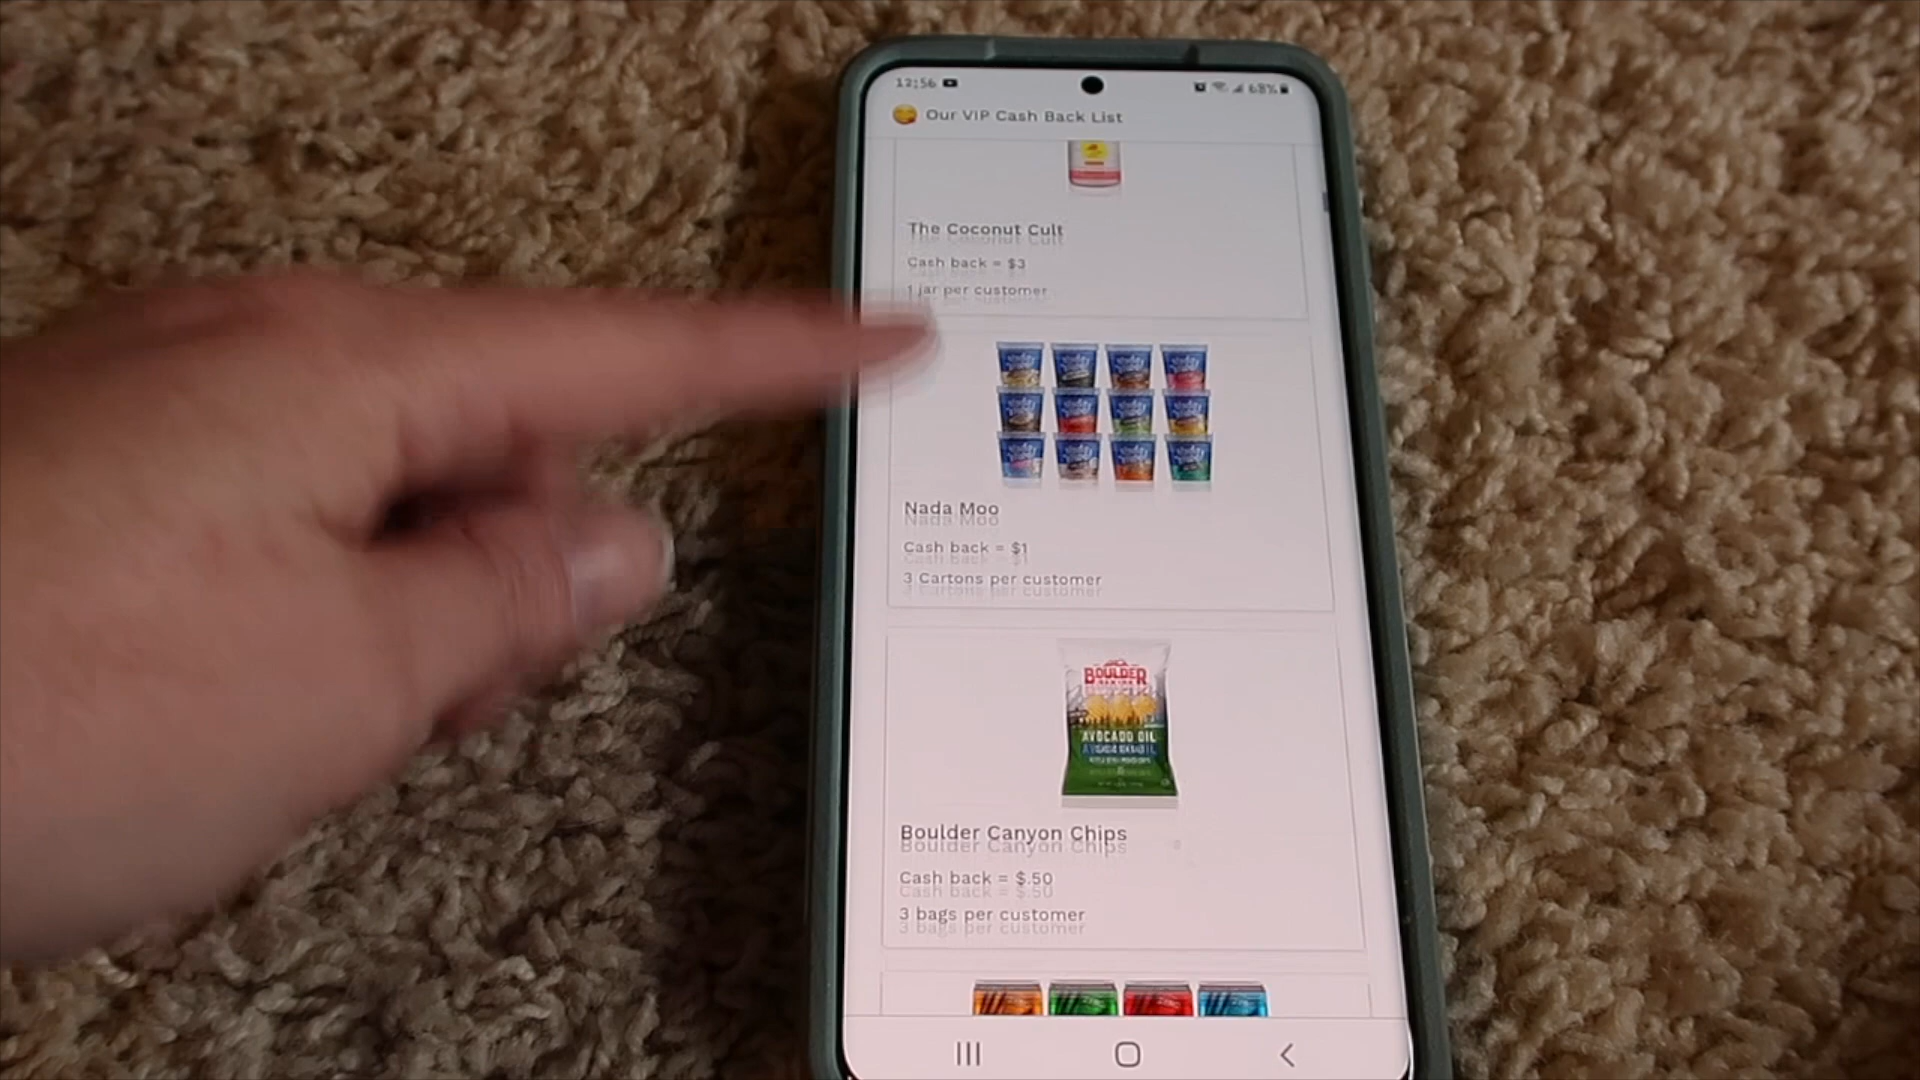 12:56
68%
Our VIP Cash Back List
The Coconut Cult
Cash back = $3
1 jar per customer
Nada Moo
Cash back = $1
3 Cartons per customer
BOULDER
AVOCADO OIL
Boulder Canyon Chips
Cash back = $.50
3 bags per customer